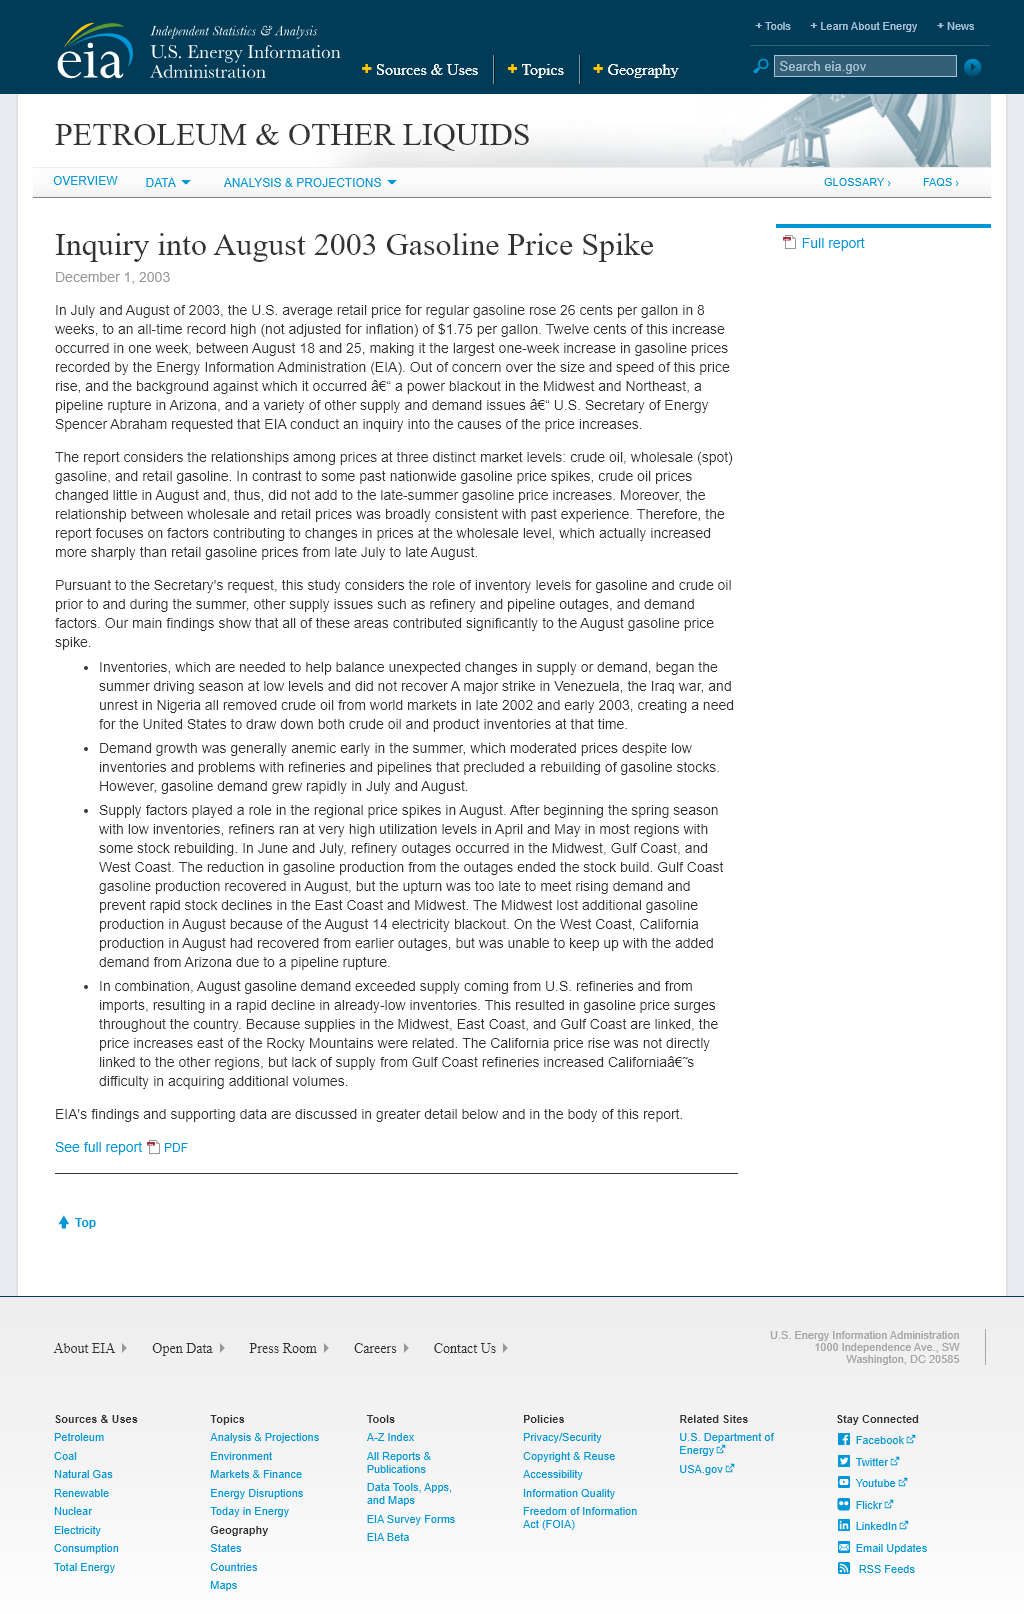 eia
Independent Statistics & Analysis
U.S. Energy Information
Administration
+ Sources & Uses
+ Topics
+ Geography
+ Tools
+ Learn About Energy
+ News
Search eia.gov
PETROLEUM & OTHER LIQUIDS
OVERVIEW
DATA
ANALYSIS & PROJECTIONS
GLOSSARY ›
FAQS ›
Inquiry into August 2003 Gasoline Price Spike
December 1, 2003
Full report
In July and August of 2003, the U.S. average retail price for regular gasoline rose 26 cents per gallon in 8
weeks, to an all-time record high (not adjusted for inflation) of $1.75 per gallon. Twelve cents of this increase
occurred in one week, between August 18 and 25, making it the largest one-week increase in gasoline prices
recorded by the Energy Information Administration (EIA). Out of concern over the size and speed of this price
rise, and the background against which it occurred â€“ a power blackout in the Midwest and Northeast, a
pipeline rupture in Arizona, and a variety of other supply and demand issues â€“ U.S. Secretary of Energy
Spencer Abraham requested that EIA conduct an inquiry into the causes of the price increases.
The report considers the relationships among prices at three distinct market levels: crude oil, wholesale (spot)
gasoline, and retail gasoline. In contrast to some past nationwide gasoline price spikes, crude oil prices
changed little in August and, thus, did not add to the late-summer gasoline price increases. Moreover, the
relationship between wholesale and retail prices was broadly consistent with past experience. Therefore, the
report focuses on factors contributing to changes in prices at the wholesale level, which actually increased
more sharply than retail gasoline prices from late July to late August.
Pursuant to the Secretary's request, this study considers the role of inventory levels for gasoline and crude oil
prior to and during the summer, other supply issues such as refinery and pipeline outages, and demand
factors. Our main findings show that all of these areas contributed significantly to the August gasoline price
spike.
• Inventories, which are needed to help balance unexpected changes in supply or demand, began the
summer driving season at low levels and did not recover A major strike in Venezuela, the Iraq war, and
unrest in Nigeria all removed crude oil from world markets in late 2002 and early 2003, creating a need
for the United States to draw down both crude oil and product inventories at that time.
• Demand growth was generally anemic early in the summer, which moderated prices despite low
inventories and problems with refineries and pipelines that precluded a rebuilding of gasoline stocks.
However, gasoline demand grew rapidly in July and August.
• Supply factors played a role in the regional price spikes in August. After beginning the spring season
with low inventories, refiners ran at very high utilization levels in April and May in most regions with
some stock rebuilding. In June and July, refinery outages occurred in the Midwest, Gulf Coast, and
West Coast. The reduction in gasoline production from the outages ended the stock build. Gulf Coast
gasoline production recovered in August, but the upturn was too late to meet rising demand and
prevent rapid stock declines in the East Coast and Midwest. The Midwest lost additional gasoline
production in August because of the August 14 electricity blackout. On the West Coast, California
production in August had recovered from earlier outages, but was unable to keep up with the added
demand from Arizona due to a pipeline rupture.
• In combination, August gasoline demand exceeded supply coming from U.S. refineries and from
imports, resulting in a rapid decline in already-low inventories. This resulted in gasoline price surges
throughout the country. Because supplies in the Midwest, East Coast, and Gulf Coast are linked, the
price increases east of the Rocky Mountains were related. The California price rise was not directly
linked to the other regions, but lack of supply from Gulf Coast refineries increased Californiaâ€˜s
difficulty in acquiring additional volumes.
EIA's findings and supporting data are discussed in greater detail below and in the body of this report.
See full report PDF
Top
About EIA
Open Data
Press Room
Careers
Contact Us
U.S. Energy Information Administration
1000 Independence Ave., SW
Washington, DC 20585
Sources & Uses
Petroleum
Coal
Natural Gas
Renewable
Nuclear
Electricity
Consumption
Total Energy
Topics
Analysis & Projections
Environment
Markets & Finance
Energy Disruptions
Today in Energy
Geography
States
Countries
Maps
Tools
A-Z Index
All Reports &
Publications
Data Tools, Apps,
and Maps
EIA Survey Forms
EIA Beta
Policies
Privacy/Security
Copyright & Reuse
Accessibility
Information Quality
Freedom of Information
Act (FOIA)
Related Sites
U.S. Department of
Energy
USA.gov
Stay Connected
Facebook
Twitter
Youtube
Flickr
LinkedIn
Email Updates
RSS Feeds